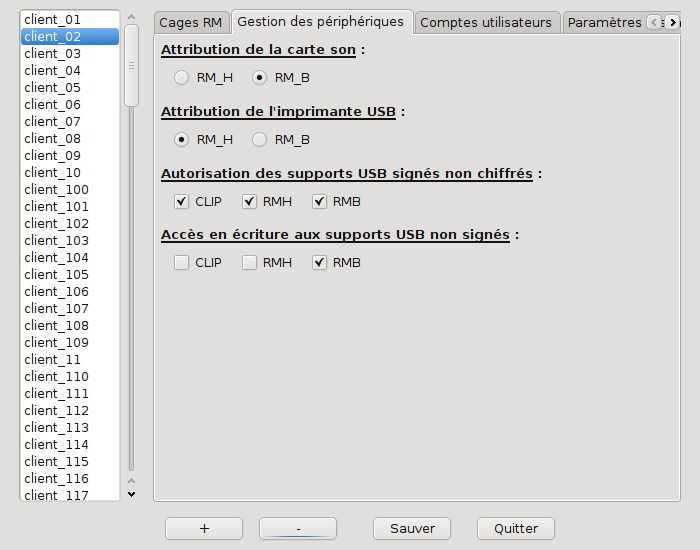 client_01
client_02
client_03
client_04
client_05
client_06
client_07
client_08
client_09
client_10
client_100
client_101
client_102
client_103
client_104
client_105
client_106
client_107
client_108
client_109
client_11
client_110
client_111
client_112
client_113
client_114
client_115
client_116
client_117
Cages RM Gestion des périphériques Comptes utilisateurs Paramètres
Attribution de la carte son :
RM_H RM_B
Attribution de l'imprimante USB :
RM_H RM_B
Autorisation des supports USB signés non chiffrés :
CLIP RMH RMB
Accès en écriture aux supports USB non signés :
CLIP RMH RMB
+ - Sauver Quitter